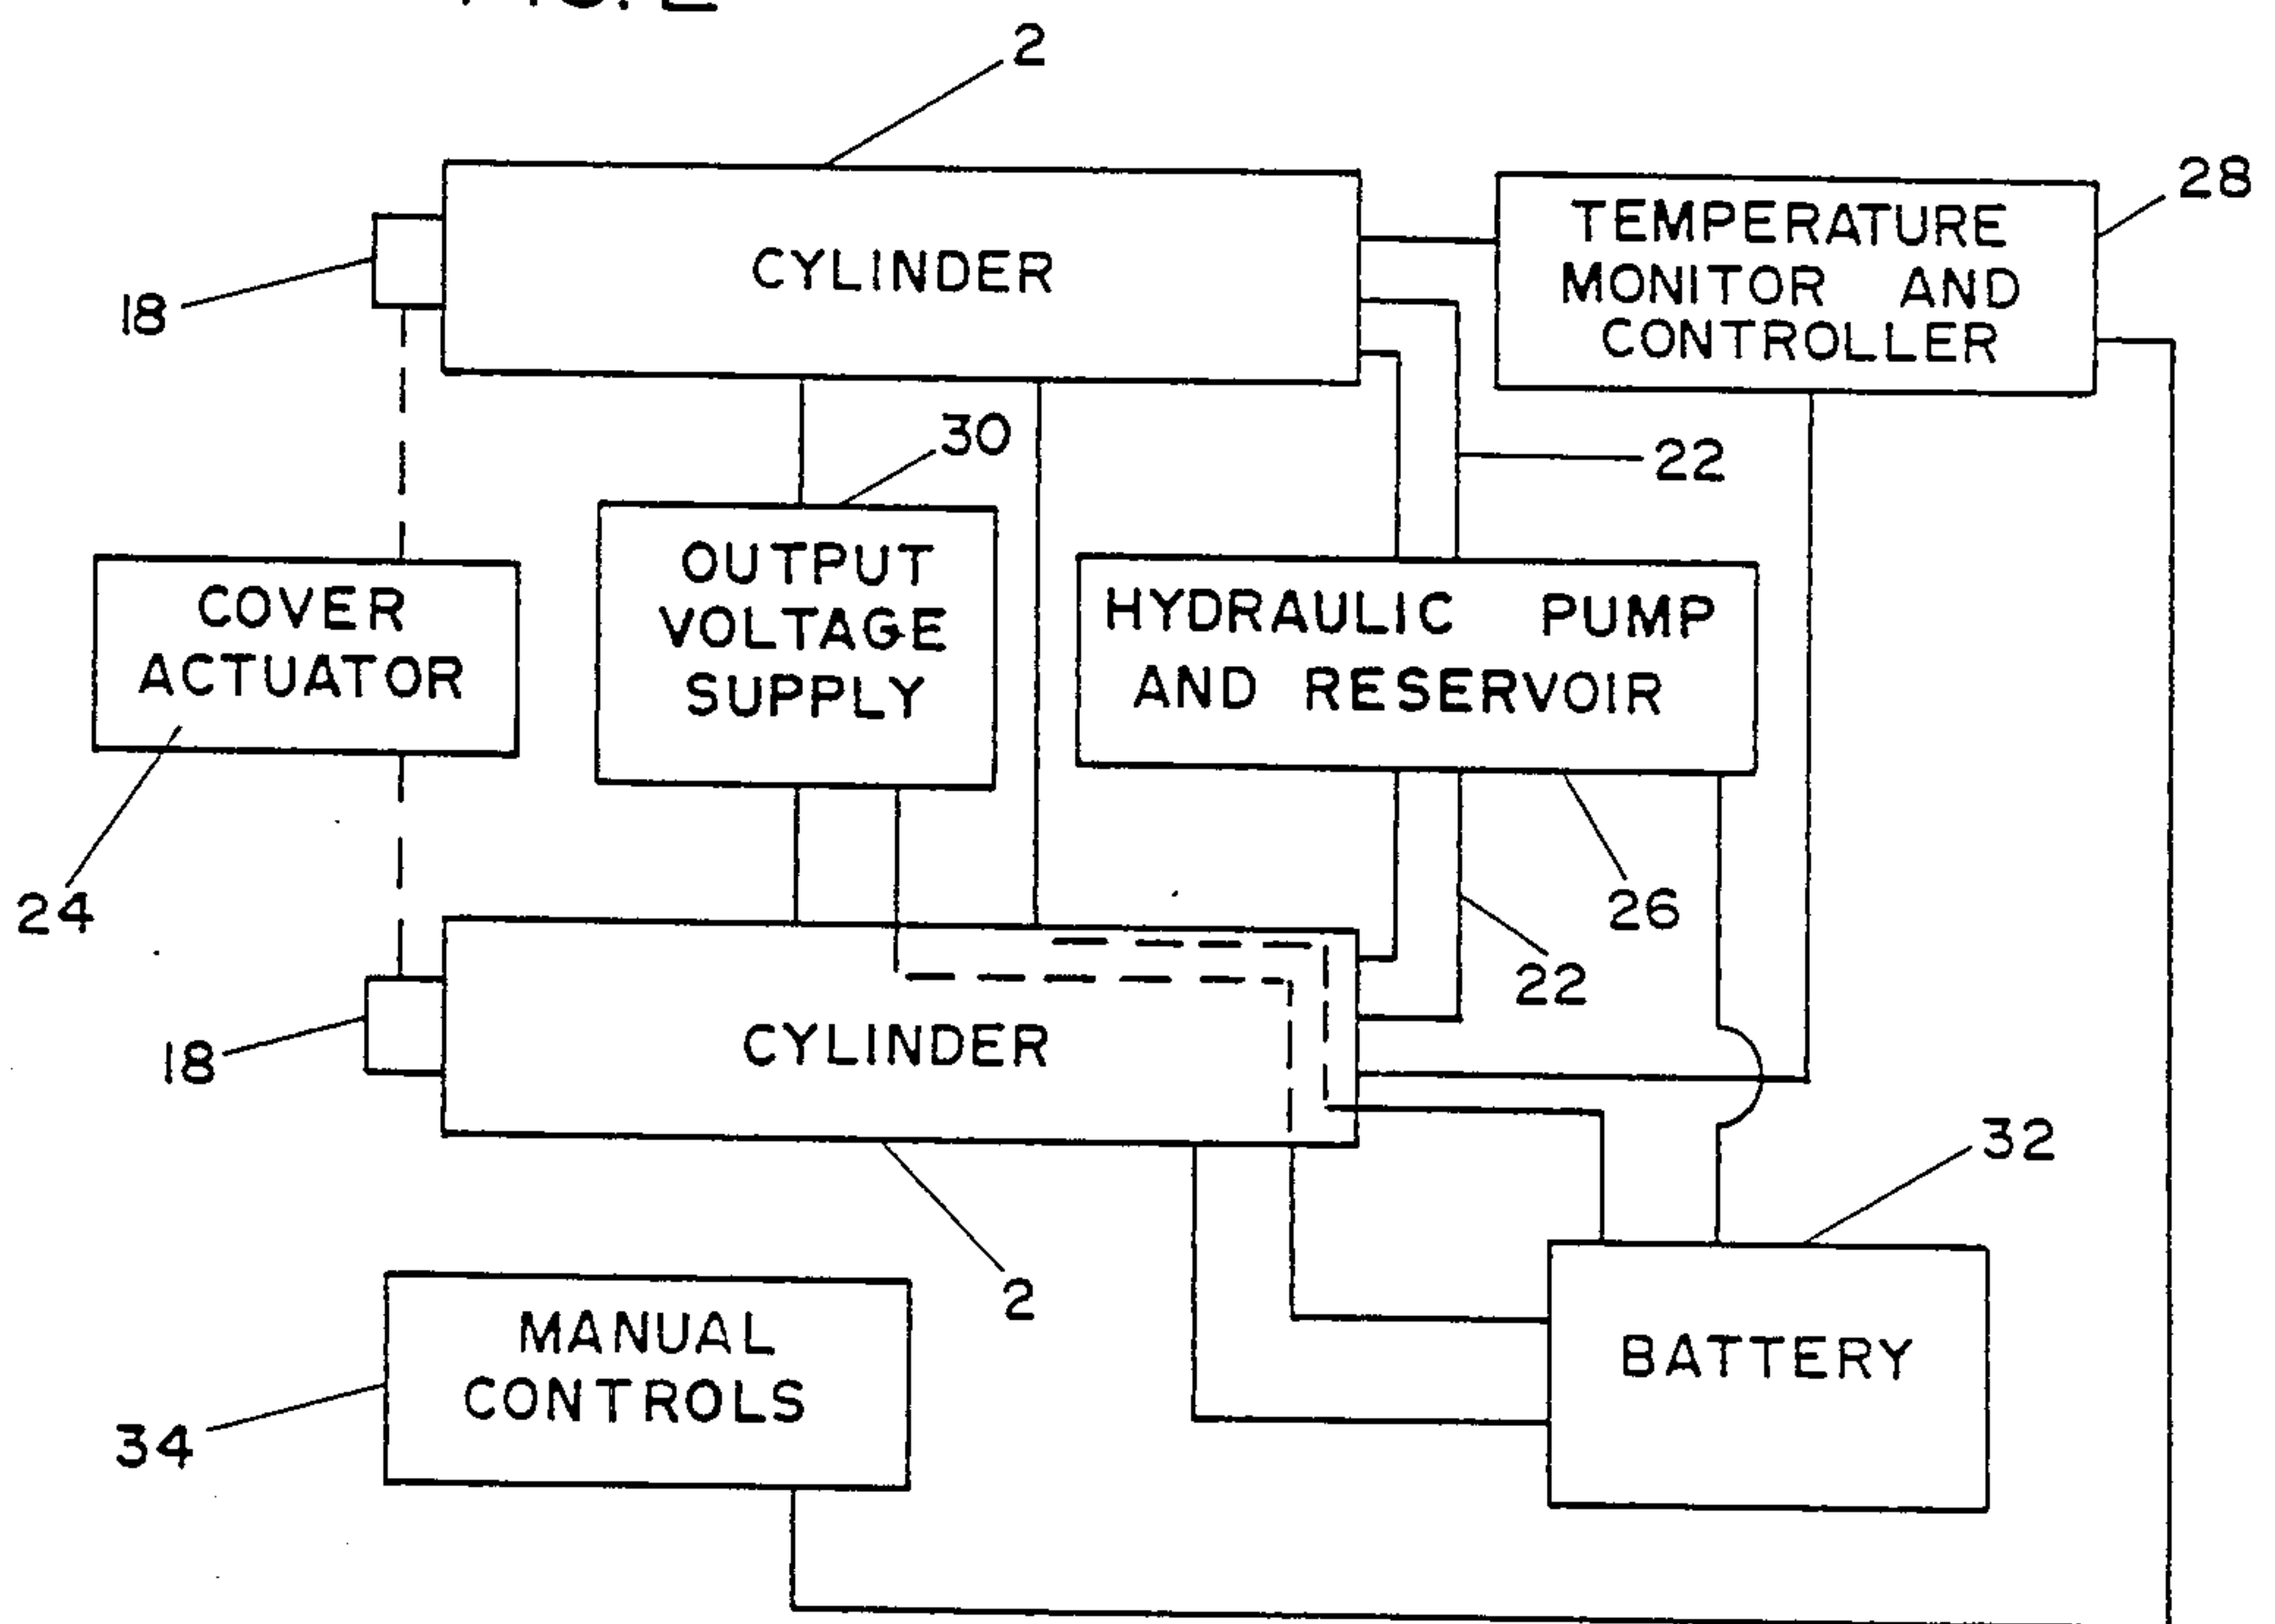 2
28
CYLINDER
TEMPERATURE
MONITOR AND
CONTROLLER
18
30
22
OUTPUT
VOLTAGE
SUPPLY
HYDRAULIC PUMP
AND RESERVOIR
COVER
ACTUATOR
24
26
22
CYLINDER
18
32
2
MANUAL
CONTROLS
BATTERY
34